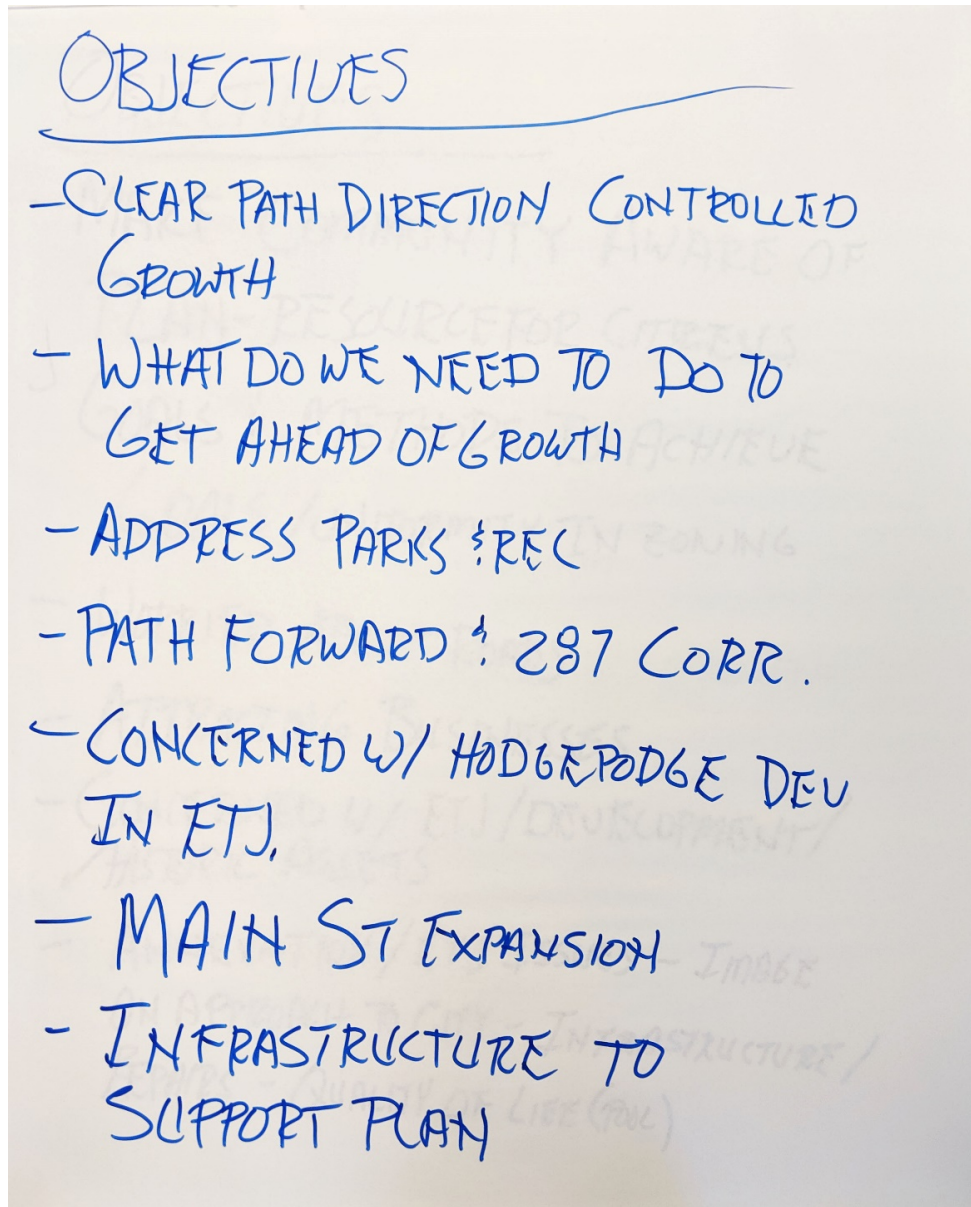 OBJECTIVES
- CLEAR PATH DIRECTION CONTROLLED
GROWTH
- WHAT DO WE NEED TO DO TO
GET AHEAD OF GROWTH
- ADDRESS PARKS & REC
- PATH FORWARD & 287 CORR.
- CONCERNED W/ HODGEPODGE DEV
IN ETJ.
- MAIN ST EXPANSION
- INFRASTRUCTURE TO
SUPPORT PLAN